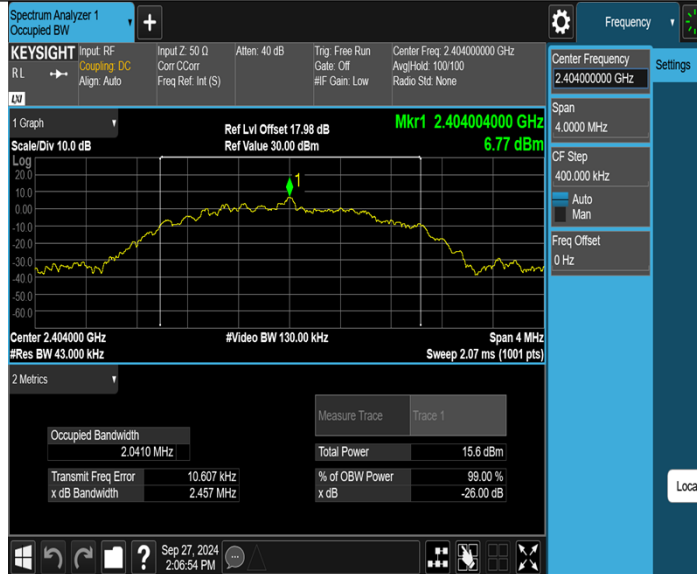 Spectrum Analyzer 1
Occupied BW
Frequency
KEYSIGHT
Input: RF
Coupling: DC
Align: Auto
Input Z: 50 Ω
Corr CCorr
Freq Ref: Int (S)
Atten: 40 dB
Trig: Free Run
Gate: Off
#IF Gain: Low
Center Freq: 2.404000000 GHz
Avg|Hold: 100/100
Radio Std: None
RL
LXI
Center Frequency
2.404000000 GHz
Settings
Span
4.0000 MHz
CF Step
400.000 kHz
Auto
Man
Freq Offset
0 Hz
1 Graph
Scale/Div 10.0 dB
Ref Lvl Offset 17.98 dB
Ref Value 30.00 dBm
Mkr1 2.404004000 GHz
6.77 dBm
Log
20.0
10.0
0.00
-10.0
-20.0
-30.0
-40.0
-50.0
-60.0
1
Center 2.404000 GHz
#Res BW 43.000 kHz
#Video BW 130.00 kHz
Span 4 MHz
Sweep 2.07 ms (1001 pts)
2 Metrics
Measure Trace
Trace 1
Occupied Bandwidth
2.0410 MHz
Total Power 15.6 dBm
Transmit Freq Error 10.607 kHz
% of OBW Power 99.00 %
x dB Bandwidth 2.457 MHz
x dB -26.00 dB
Loca
?
Sep 27, 2024
2:06:54 PM